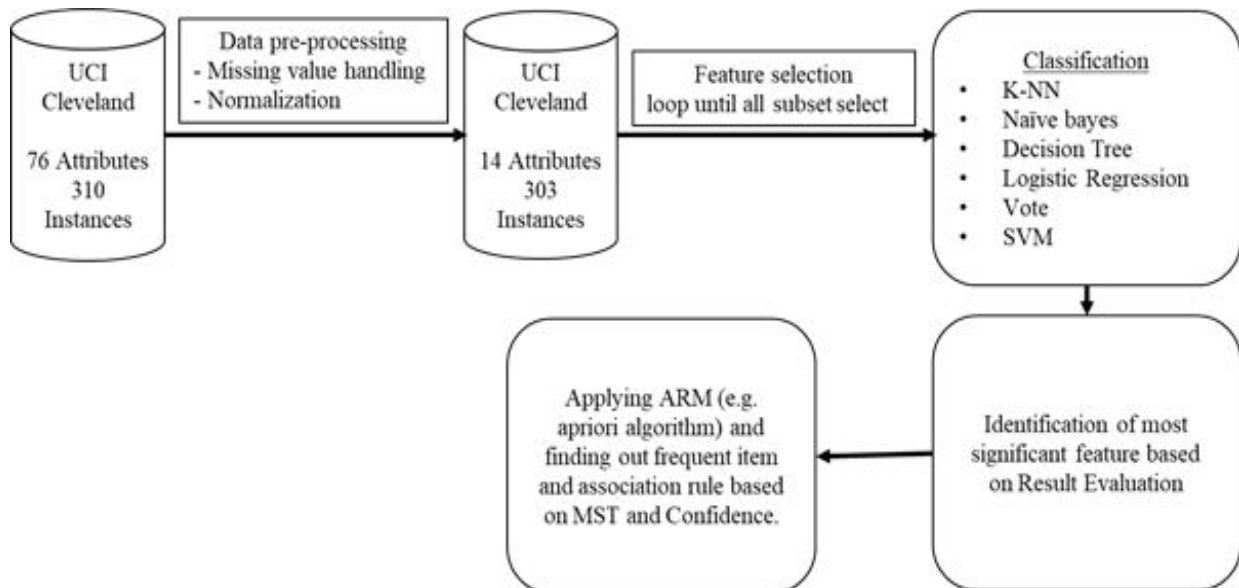 UCI
Cleveland
76 Attributes
310
Instances
Data pre-processing
- Missing value handling
- Normalization
UCI
Cleveland
14 Attributes
303
Instances
Feature selection
loop until all subset select
Classification
• K-NN
• Naïve bayes
• Decision Tree
• Logistic Regression
• Vote
• SVM
Identification of most
significant feature based
on Result Evaluation
Applying ARM (e.g.
apriori algorithm) and
finding out frequent item
and association rule based
on MST and Confidence.